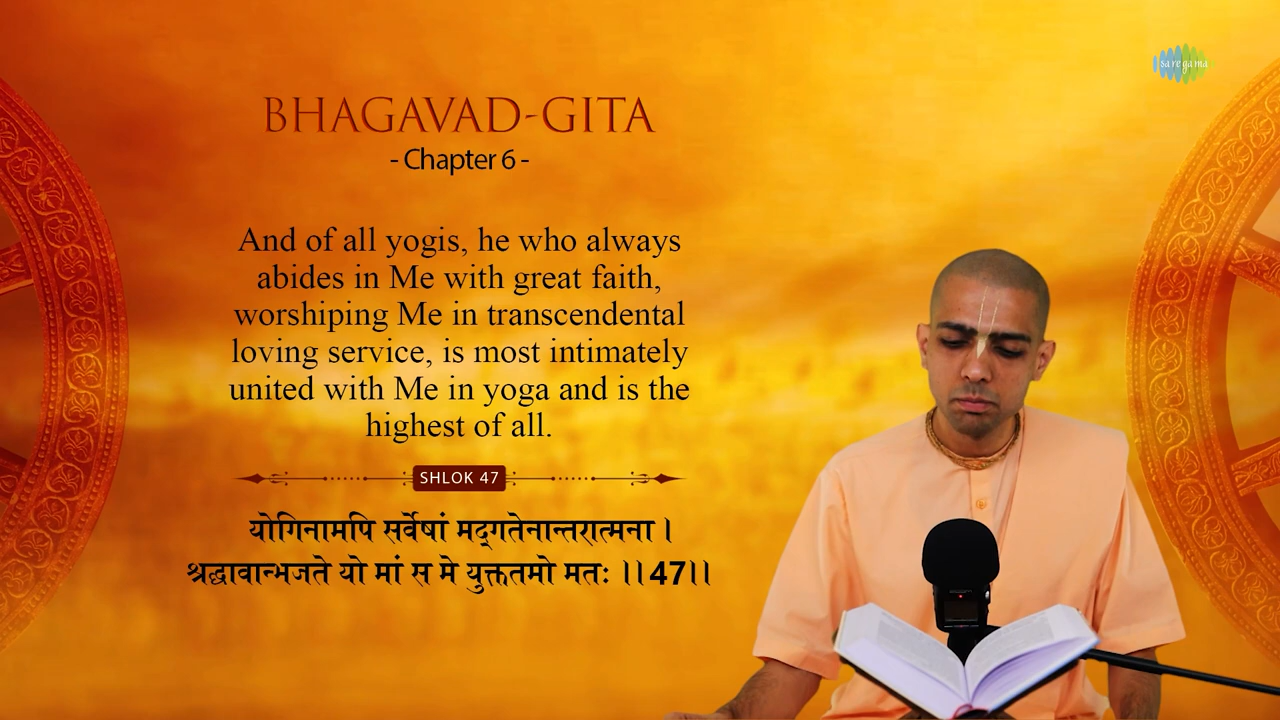 saregama
BHAGAVAD-GITA
- Chapter 6 -
And of all yogis, he who always
abides in Me with great faith,
worshiping Me in transcendental
loving service, is most intimately
united with Me in yoga and is the
highest of all.
SHLOK 47
योगिनामपि सर्वेषां मद्‌गतेनान्तरात्मना ।
श्रद्धावान्भजते यो मां स मे युक्ततमो मतः ।।47।।